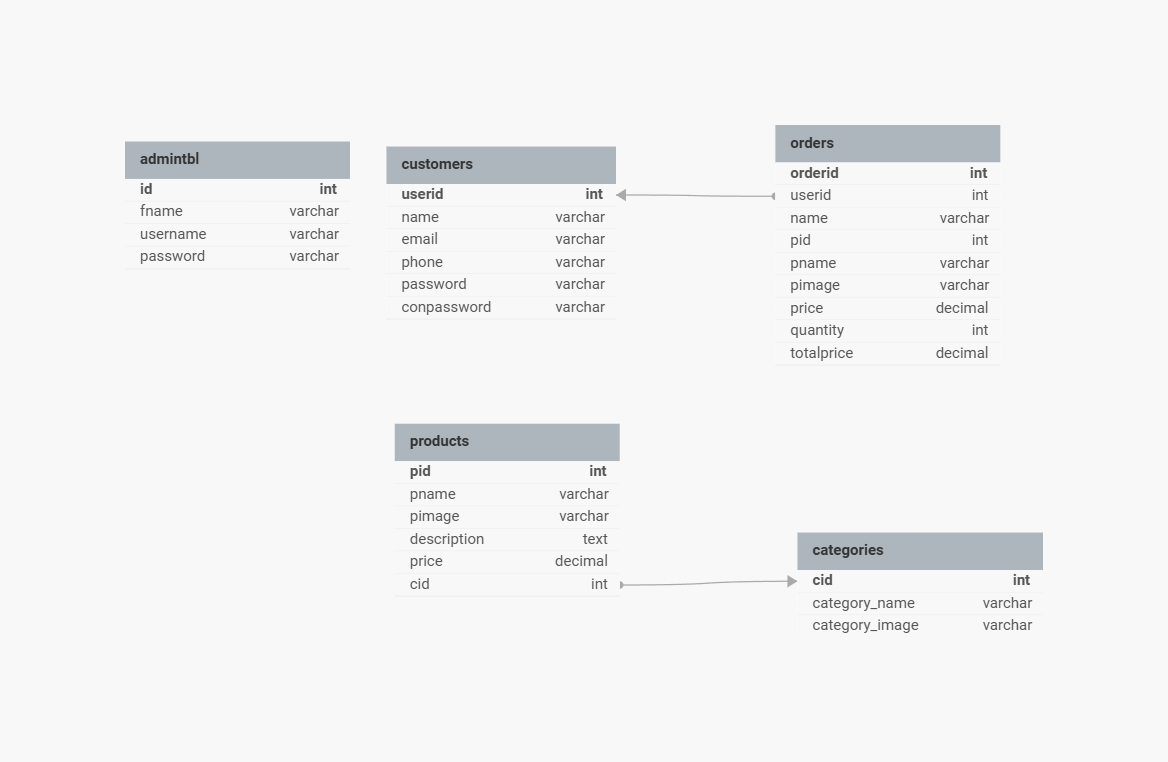 admintbl
id int
fname varchar
username varchar
password varchar
customers
userid int
name varchar
email varchar
phone varchar
password varchar
conpassword varchar
orders
orderid int
userid int
name varchar
pid int
pname varchar
pimage varchar
price decimal
quantity int
totalprice decimal
products
pid int
pname varchar
pimage varchar
description text
price decimal
cid int
categories
cid int
category_name varchar
category_image varchar